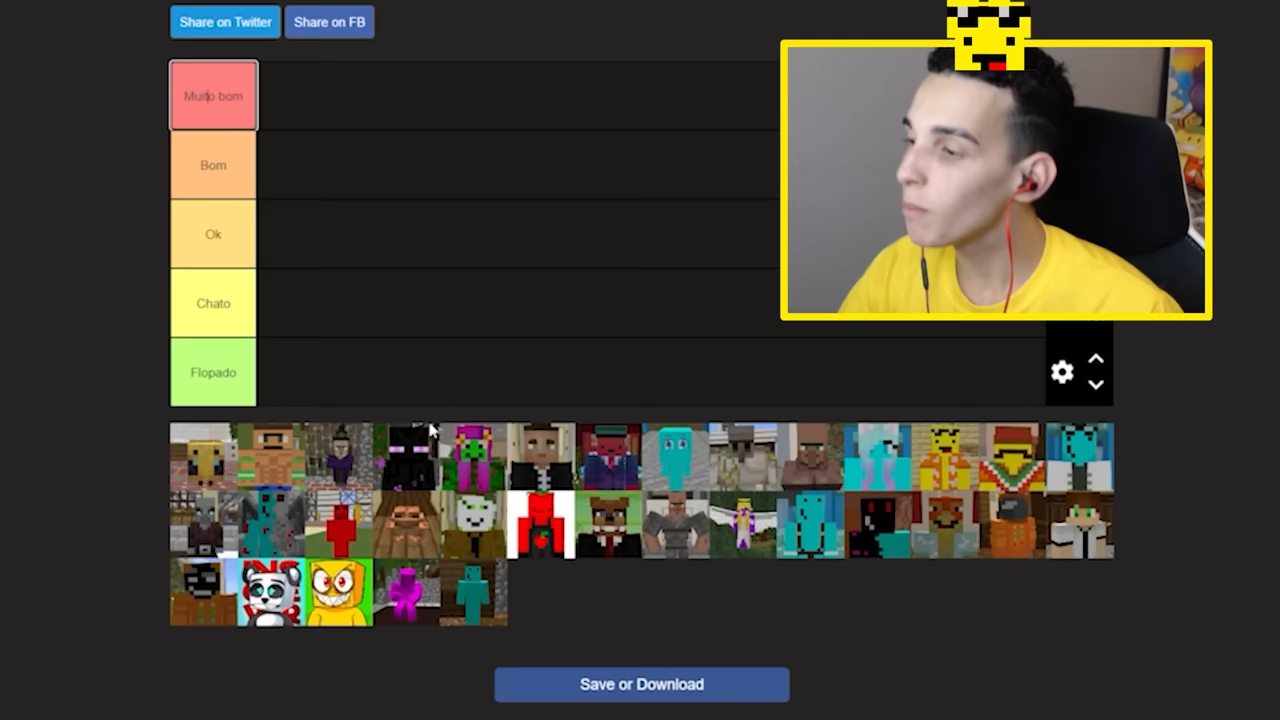 Share on Twitter
Share on FB
Muito bom
Bom
Ok
Chato
Flopado
Save or Download